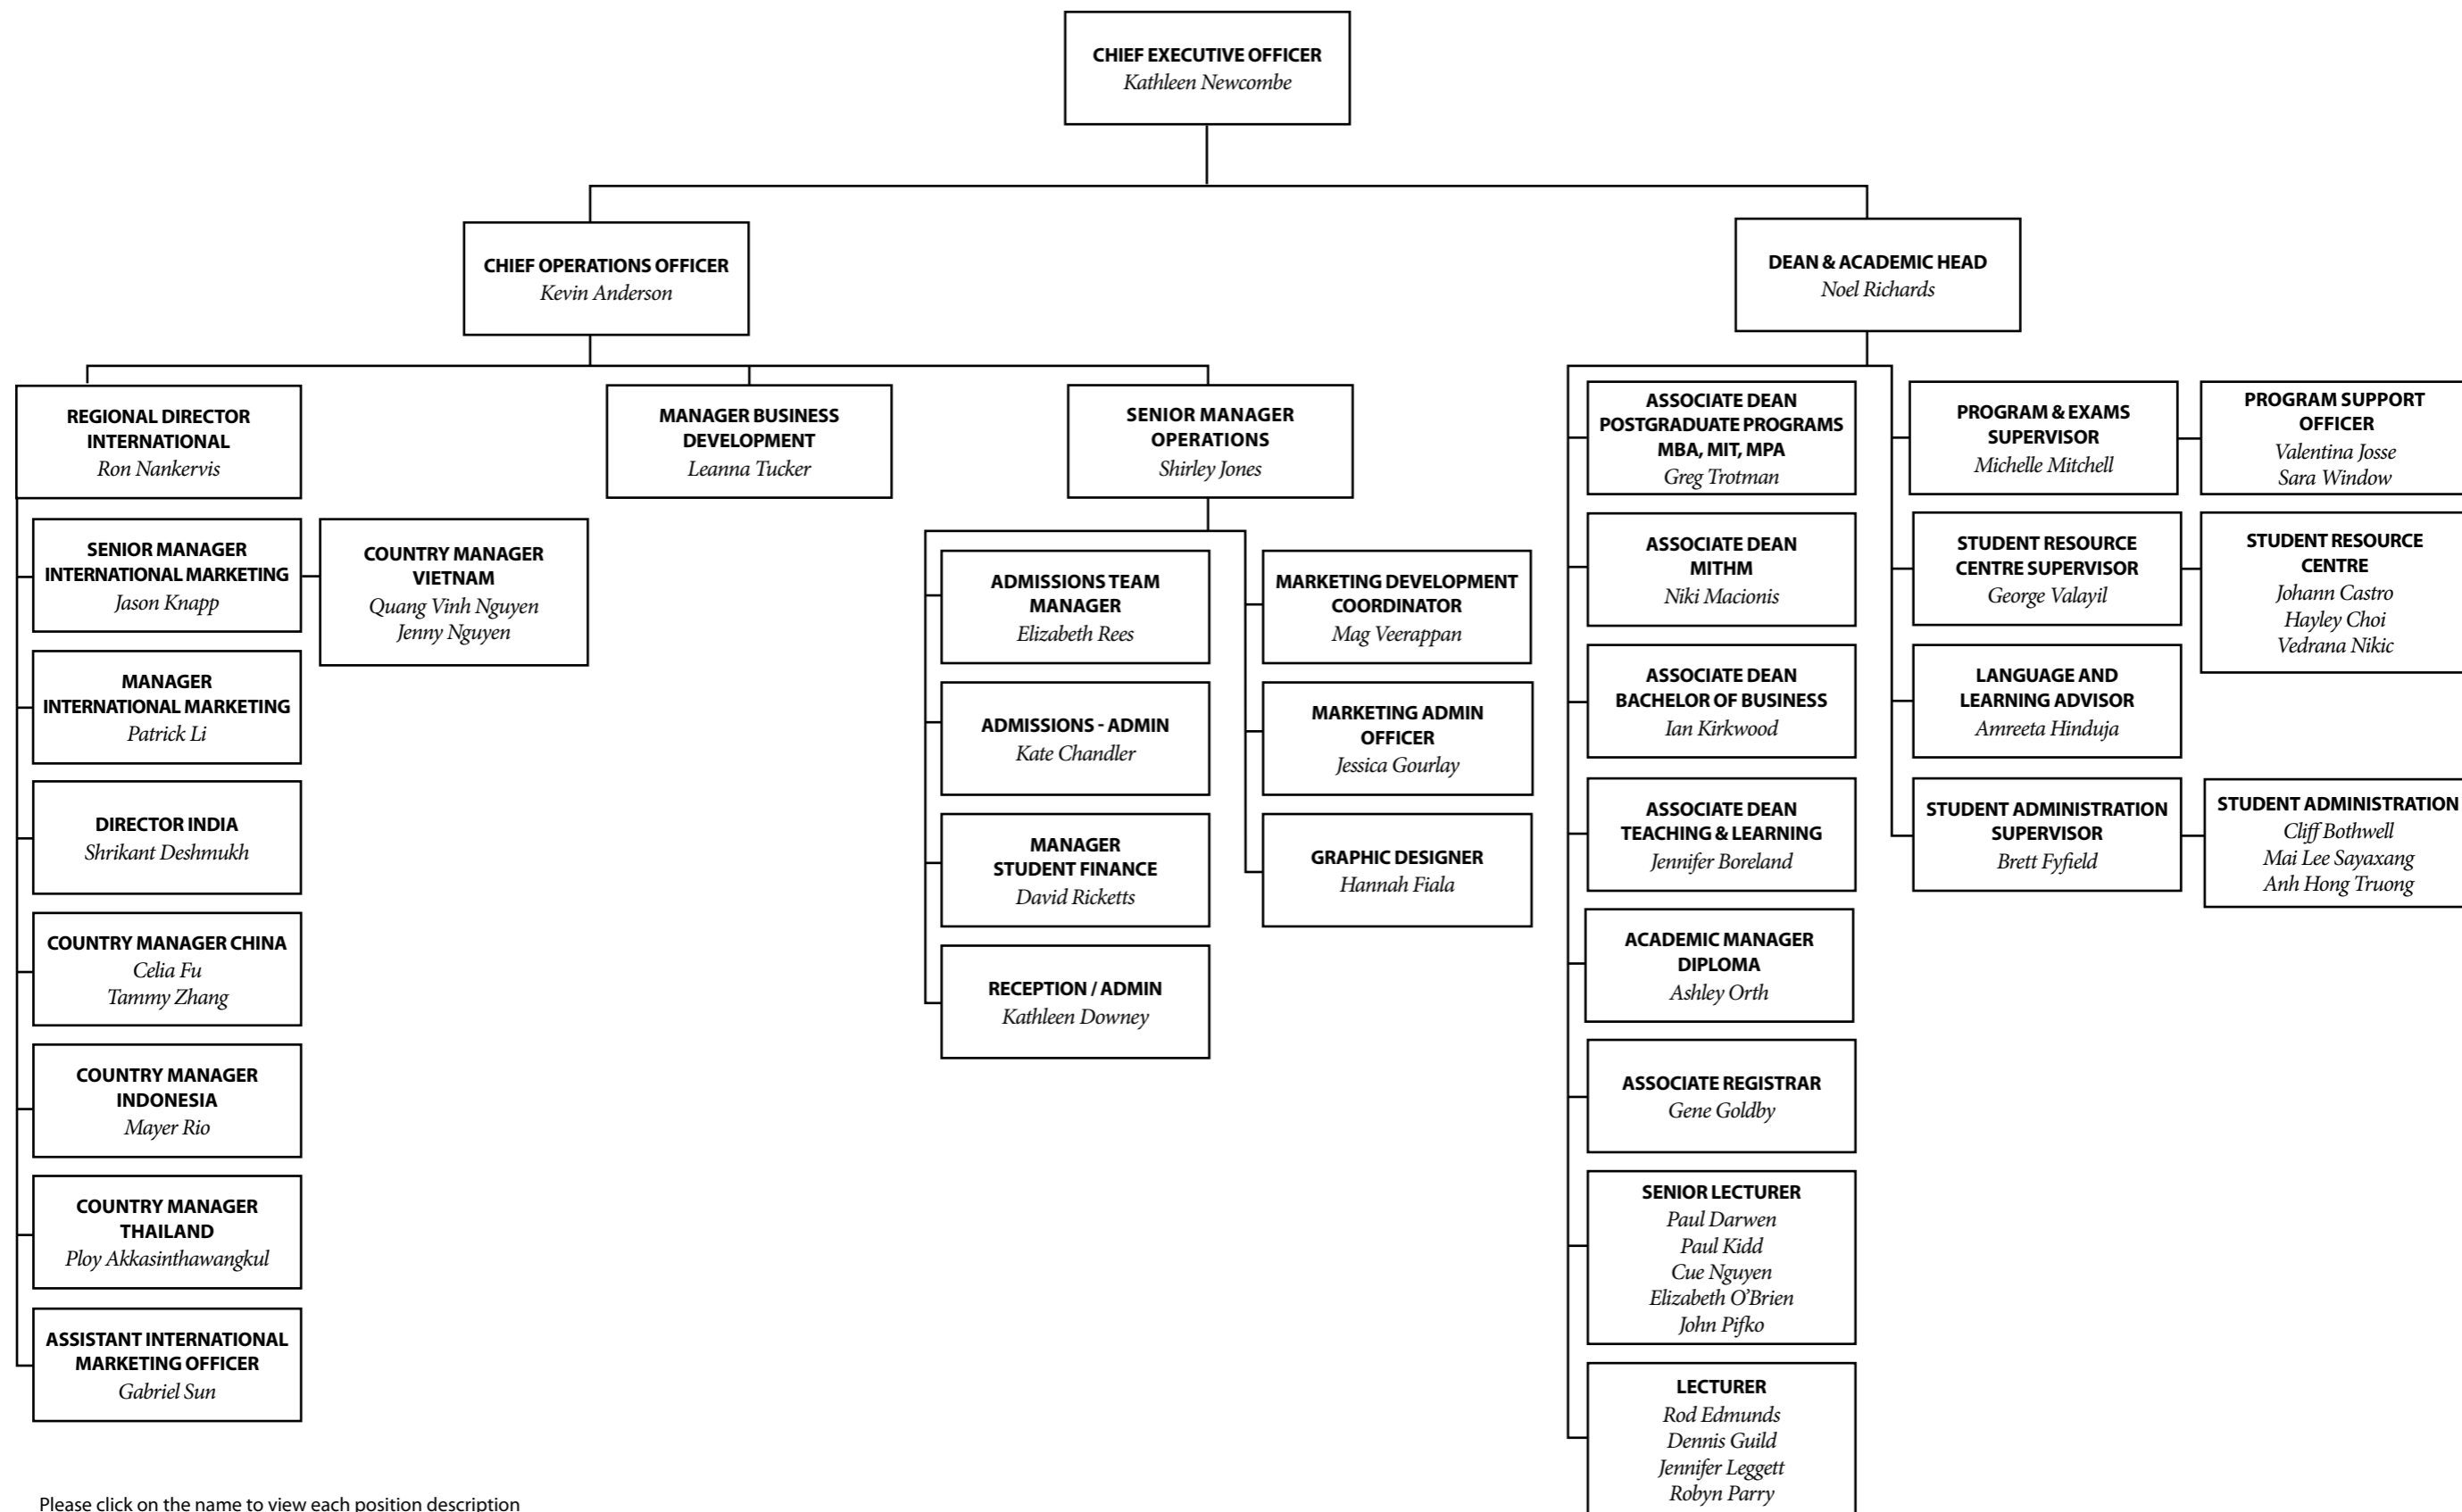 CHIEF EXECUTIVE OFFICER
Kathleen Newcombe
CHIEF OPERATIONS OFFICER
Kevin Anderson
DEAN & ACADEMIC HEAD
Noel Richards
REGIONAL DIRECTOR
INTERNATIONAL
Ron Nankervis
MANAGER BUSINESS
DEVELOPMENT
Leanna Tucker
SENIOR MANAGER
OPERATIONS
Shirley Jones
SENIOR MANAGER
INTERNATIONAL MARKETING
Jason Knapp
COUNTRY MANAGER
VIETNAM
Quang Vinh Nguyen
Jenny Nguyen
MANAGER
INTERNATIONAL MARKETING
Patrick Li
DIRECTOR INDIA
Shrikant Deshmukh
COUNTRY MANAGER CHINA
Celia Fu
Tammy Zhang
COUNTRY MANAGER
INDONESIA
Mayer Rio
COUNTRY MANAGER
THAILAND
Ploy Akkasinthawangkul
ASSISTANT INTERNATIONAL
MARKETING OFFICER
Gabriel Sun
ADMISSIONS TEAM
MANAGER
Elizabeth Rees
ADMISSIONS - ADMIN
Kate Chandler
MANAGER
STUDENT FINANCE
David Ricketts
RECEPTION / ADMIN
Kathleen Downey
MARKETING DEVELOPMENT
COORDINATOR
Mag Veerappan
MARKETING ADMIN
OFFICER
Jessica Gourlay
GRAPHIC DESIGNER
Hannah Fiala
ASSOCIATE DEAN
POSTGRADUATE PROGRAMS
MBA, MIT, MPA
Greg Trotman
ASSOCIATE DEAN
MITHM
Niki Macionis
ASSOCIATE DEAN
BACHELOR OF BUSINESS
Ian Kirkwood
ASSOCIATE DEAN
TEACHING & LEARNING
Jennifer Boreland
ACADEMIC MANAGER
DIPLOMA
Ashley Orth
ASSOCIATE REGISTRAR
Gene Goldby
SENIOR LECTURER
Paul Darwen
Paul Kidd
Cue Nguyen
Elizabeth O’Brien
John Pifko
LECTURER
Rod Edmunds
Dennis Guild
Jennifer Leggett
Robyn Parry
PROGRAM & EXAMS
SUPERVISOR
Michelle Mitchell
PROGRAM SUPPORT
OFFICER
Valentina Josse
Sara Window
STUDENT RESOURCE
CENTRE SUPERVISOR
George Valayil
STUDENT RESOURCE
CENTRE
Johann Castro
Hayley Choi
Vedrana Nikic
LANGUAGE AND
LEARNING ADVISOR
Amreeta Hinduja
STUDENT ADMINISTRATION
SUPERVISOR
Brett Fyfield
STUDENT ADMINISTRATION
Cliff Bothwell
Mai Lee Sayaxang
Anh Hong Truong
Please click on the name to view each position description